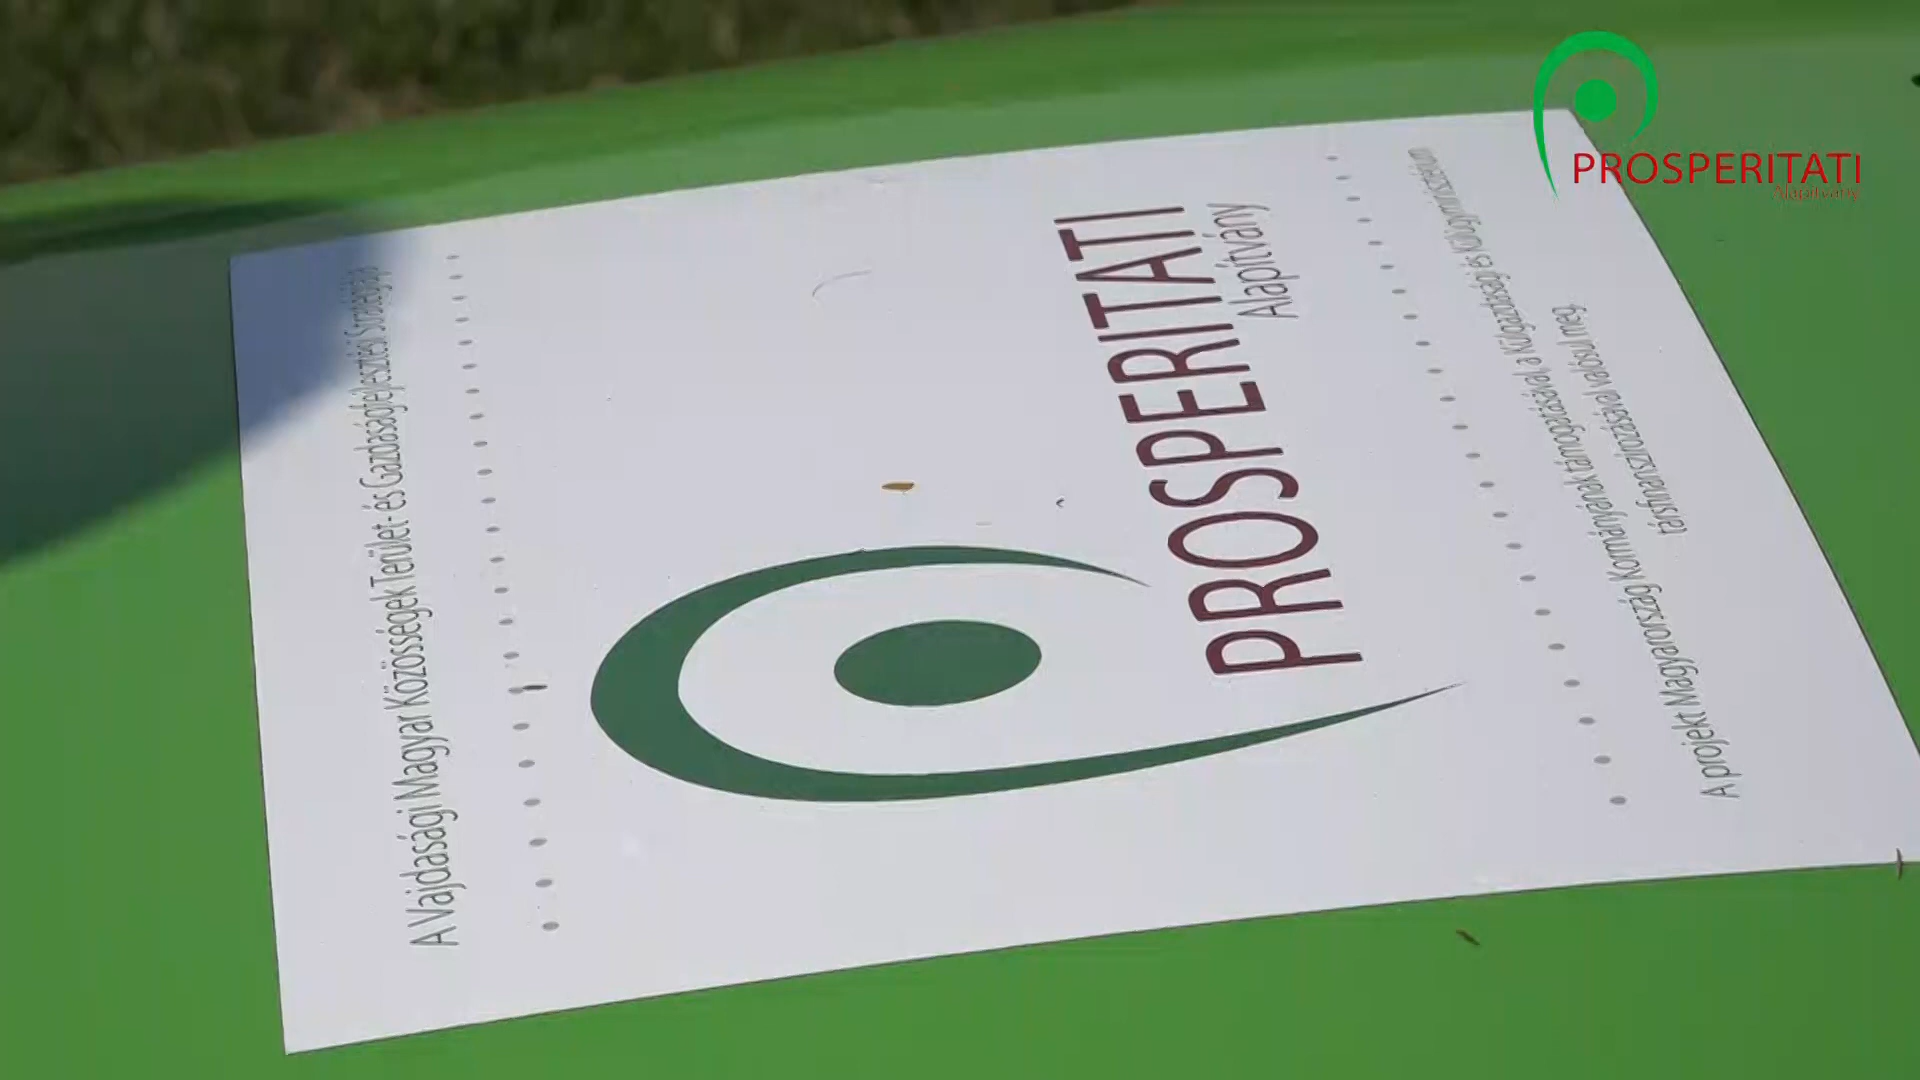 PROSPERITATI
Alapítvány
A Vajdasági Magyar Közösségek Terület- és Gazdaságfejlesztési Stratégiája
PROSPERITATI
Alapítvány
A projekt Magyarország Kormányának támogatásával, a Külgazdasági és Külügyminisztérium
társfinanszírozásával valósul meg.